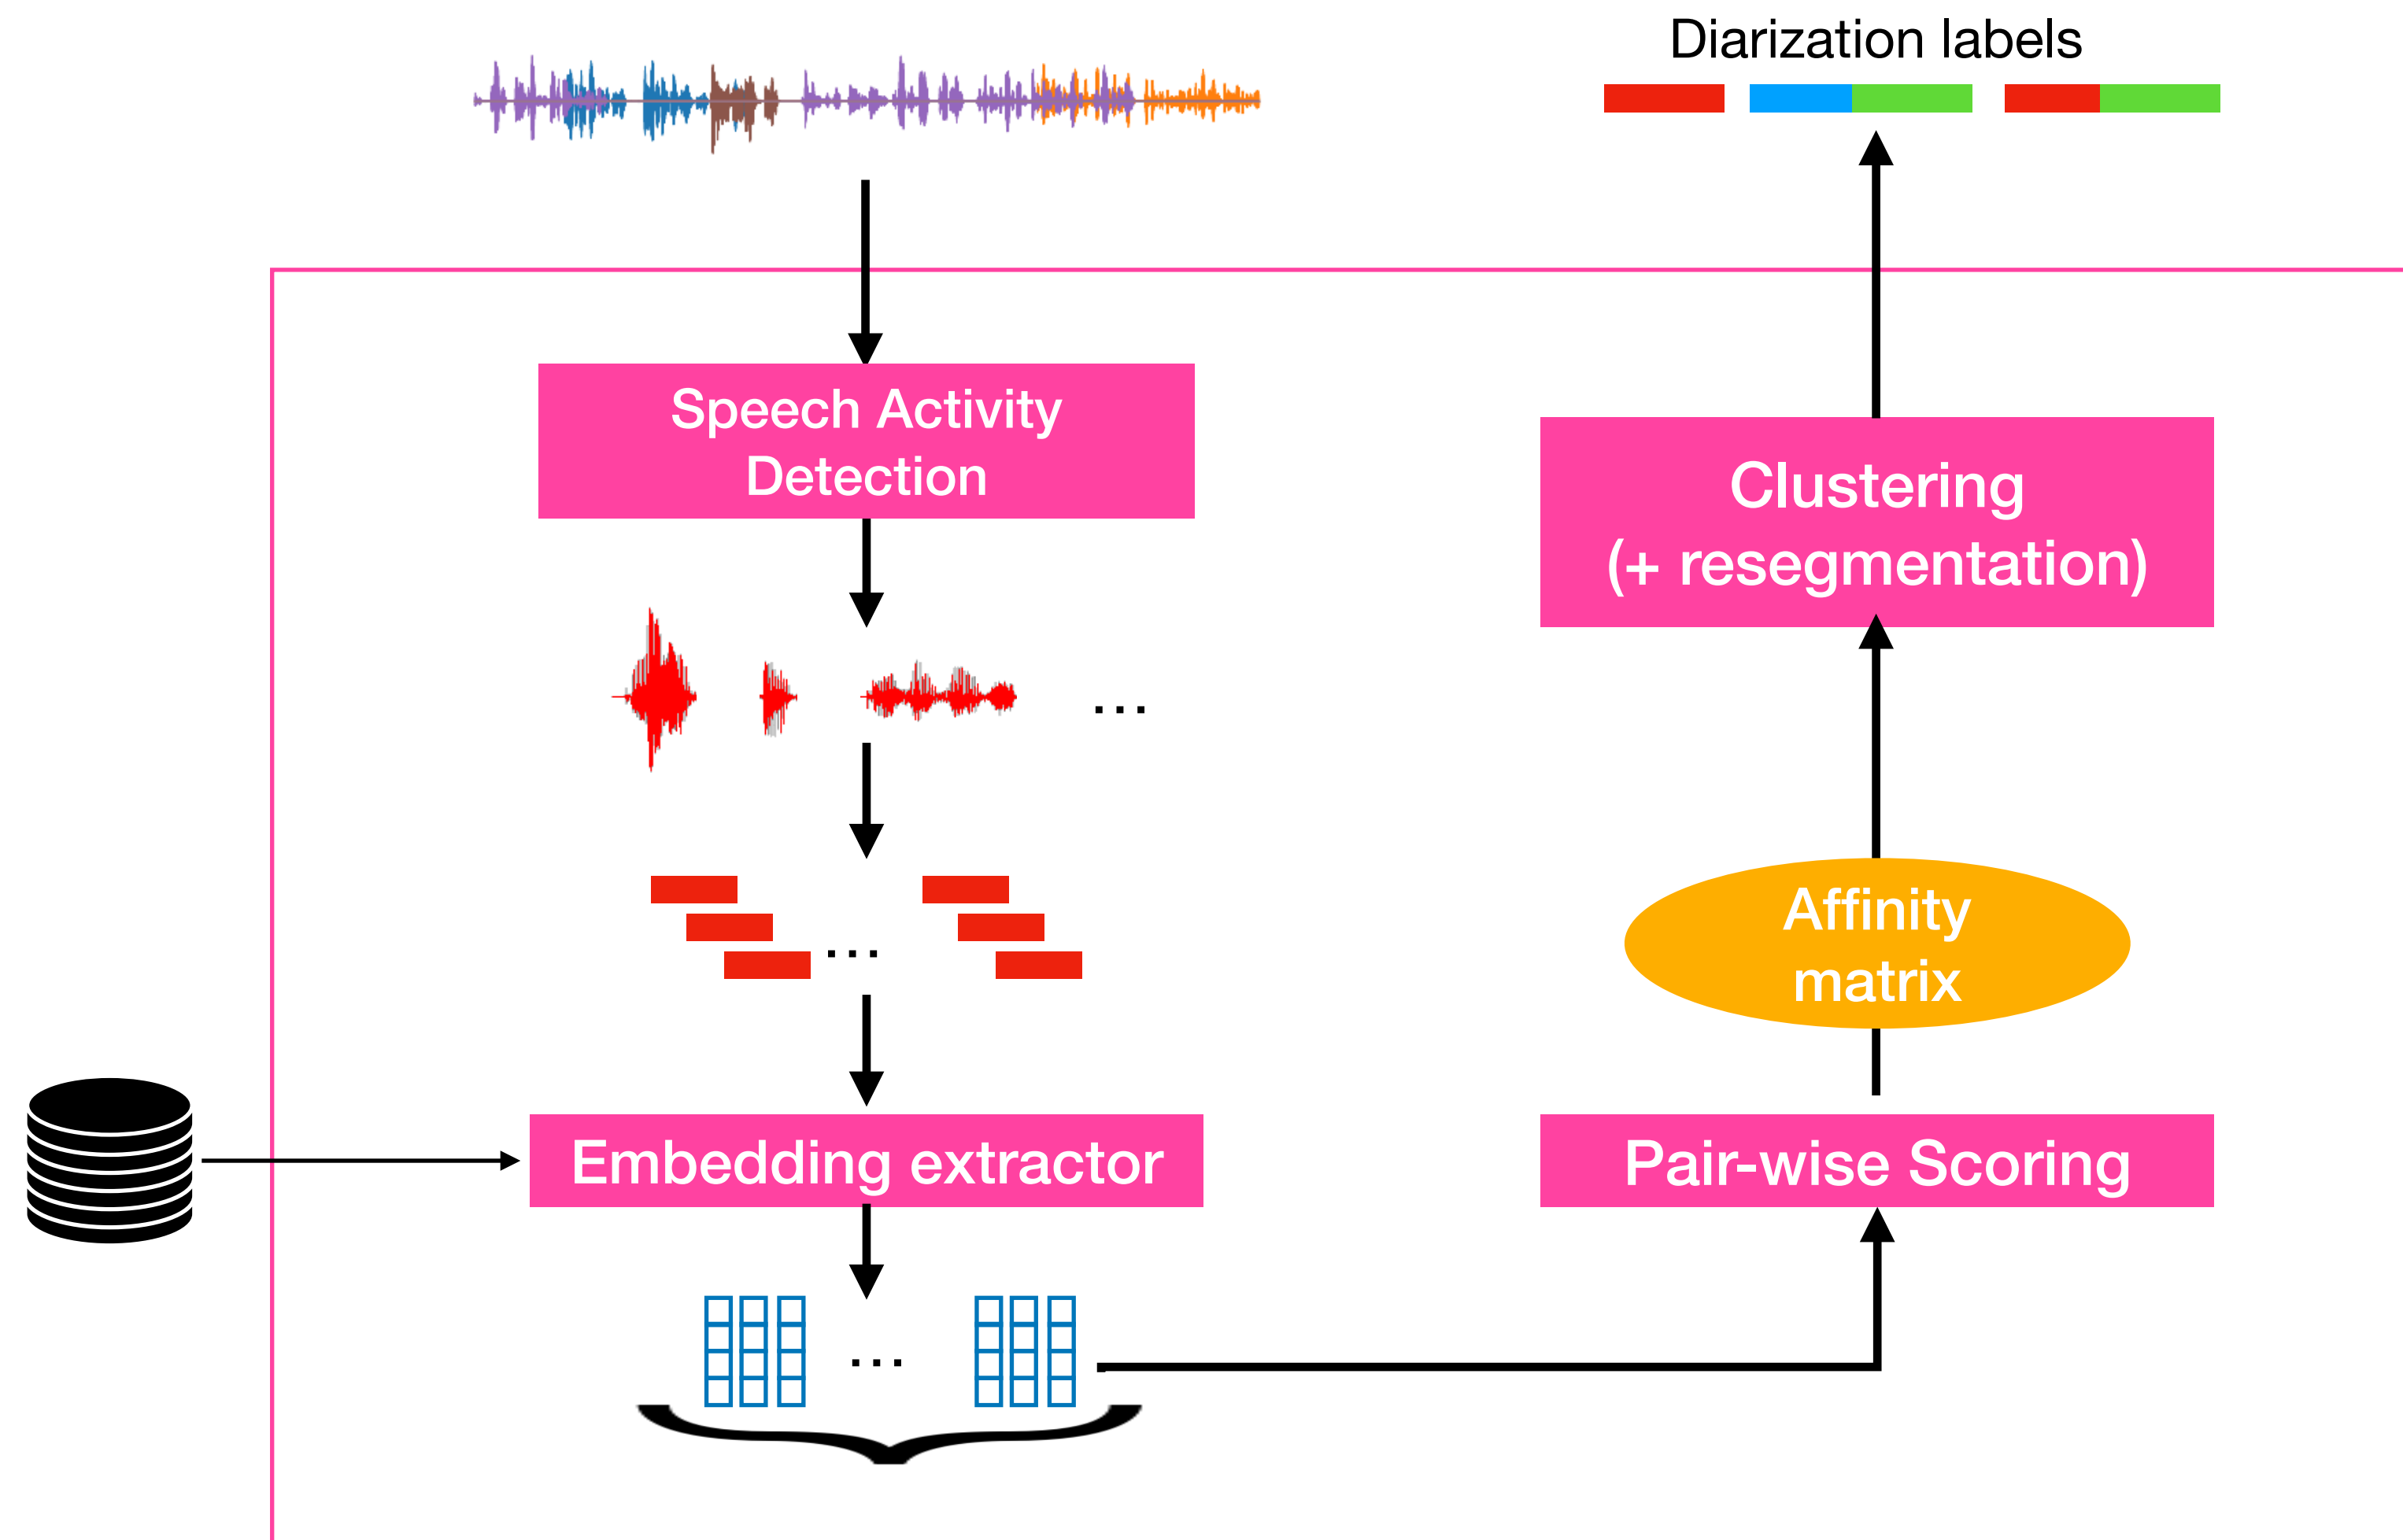 Diarization labels
Speech Activity
Detection
Clustering
(+ resegmentation)
...
Affinity
matrix
...
Embedding extractor
Pair-wise Scoring
...